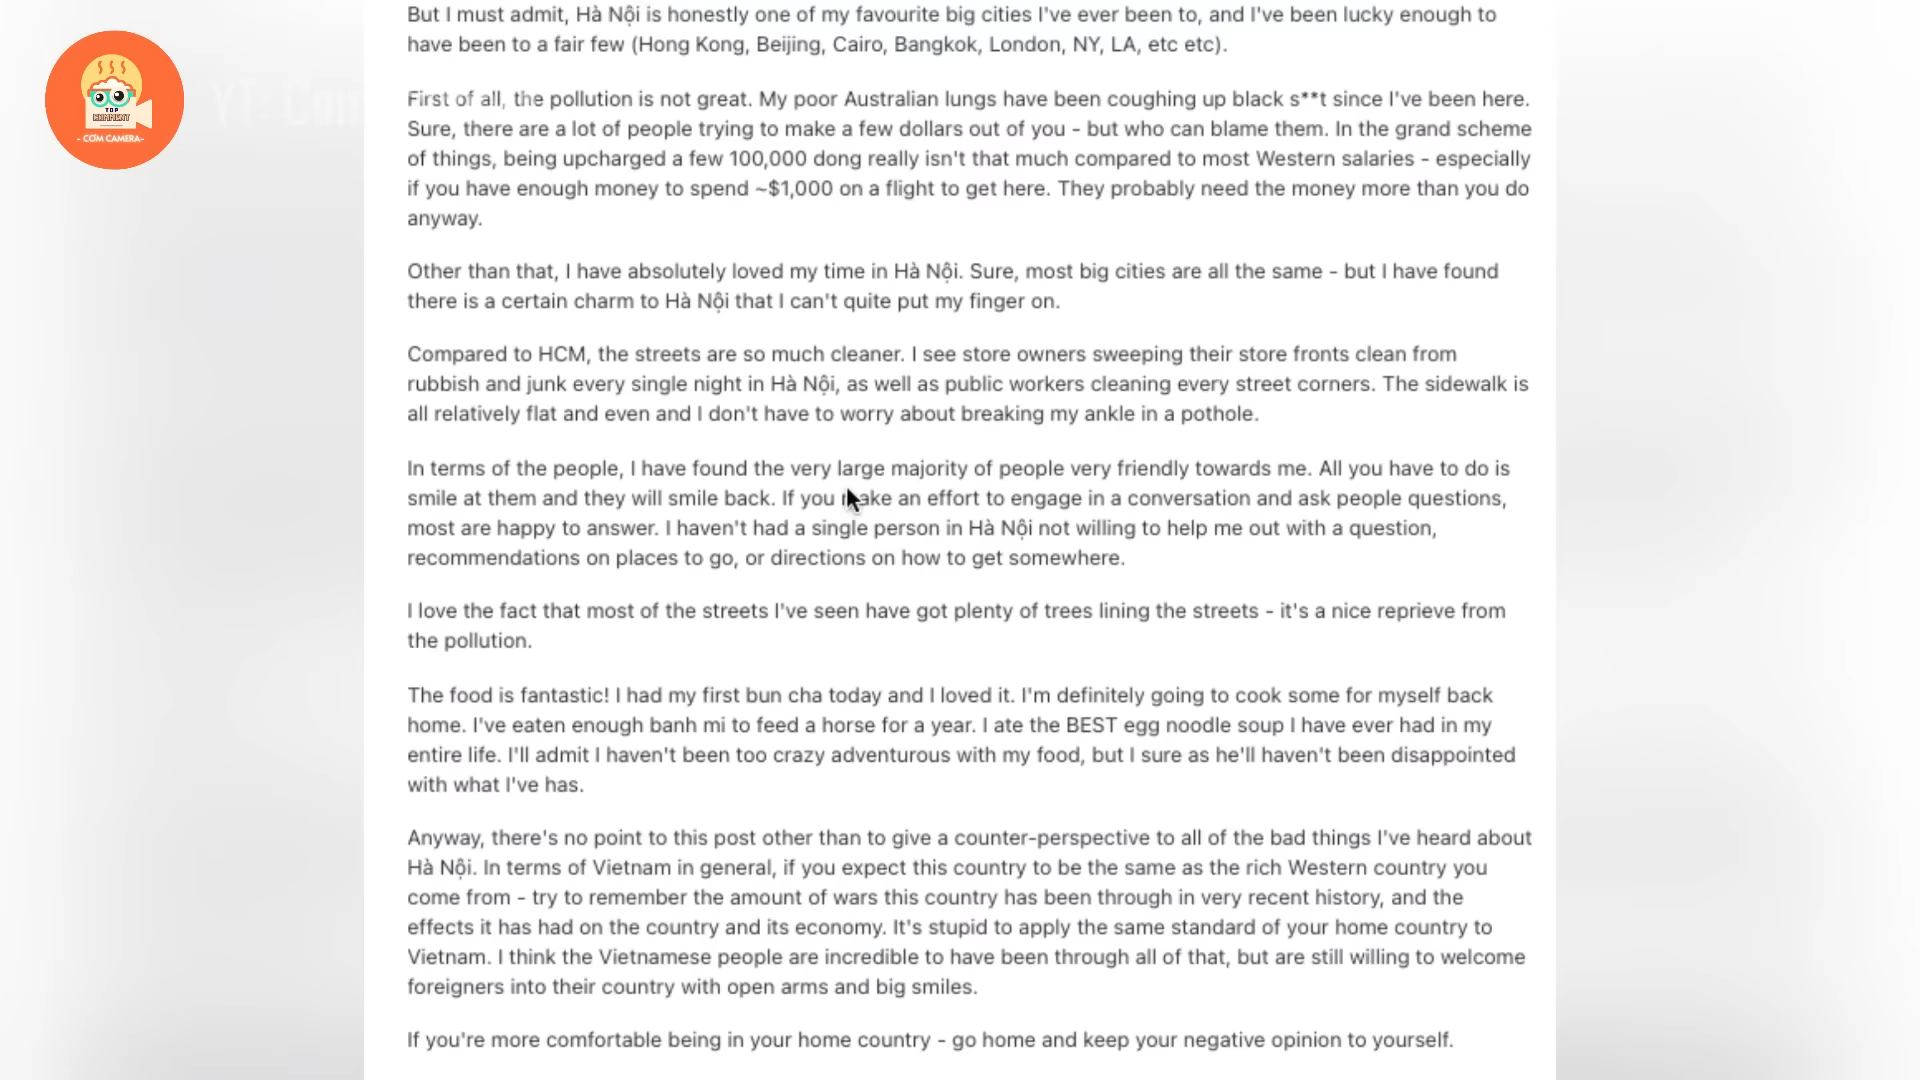 But I must admit, Hà Nội is honestly one of my favourite big cities I've ever been to, and I've been lucky enough to
have been to a fair few (Hong Kong, Beijing, Cairo, Bangkok, London, NY, LA, etc etc).
First of all, the pollution is not great. My poor Australian lungs have been coughing up black s**t since I've been here.
Sure, there are a lot of people trying to make a few dollars out of you - but who can blame them. In the grand scheme
of things, being upcharged a few 100,000 dong really isn't that much compared to most Western salaries - especially
if you have enough money to spend ~$1,000 on a flight to get here. They probably need the money more than you do
anyway.
Other than that, I have absolutely loved my time in Hà Nội. Sure, most big cities are all the same - but I have found
there is a certain charm to Hà Nội that I can't quite put my finger on.
Compared to HCM, the streets are so much cleaner. I see store owners sweeping their store fronts clean from
rubbish and junk every single night in Hà Nội, as well as public workers cleaning every street corners. The sidewalk is
all relatively flat and even and I don't have to worry about breaking my ankle in a pothole.
In terms of the people, I have found the very large majority of people very friendly towards me. All you have to do is
smile at them and they will smile back. If you make an effort to engage in a conversation and ask people questions,
most are happy to answer. I haven't had a single person in Hà Nội not willing to help me out with a question,
recommendations on places to go, or directions on how to get somewhere.
I love the fact that most of the streets I've seen have got plenty of trees lining the streets - it's a nice reprieve from
the pollution.
The food is fantastic! I had my first bun cha today and I loved it. I'm definitely going to cook some for myself back
home. I've eaten enough banh mi to feed a horse for a year. I ate the BEST egg noodle soup I have ever had in my
entire life. I'll admit I haven't been too crazy adventurous with my food, but I sure as he'll haven't been disappointed
with what I've has.
Anyway, there's no point to this post other than to give a counter-perspective to all of the bad things I've heard about
Hà Nội. In terms of Vietnam in general, if you expect this country to be the same as the rich Western country you
come from - try to remember the amount of wars this country has been through in very recent history, and the
effects it has had on the country and its economy. It's stupid to apply the same standard of your home country to
Vietnam. I think the Vietnamese people are incredible to have been through all of that, but are still willing to welcome
foreigners into their country with open arms and big smiles.
If you're more comfortable being in your home country - go home and keep your negative opinion to yourself.
TOP
COMMENT
- CƠM CAMERA-
YT: